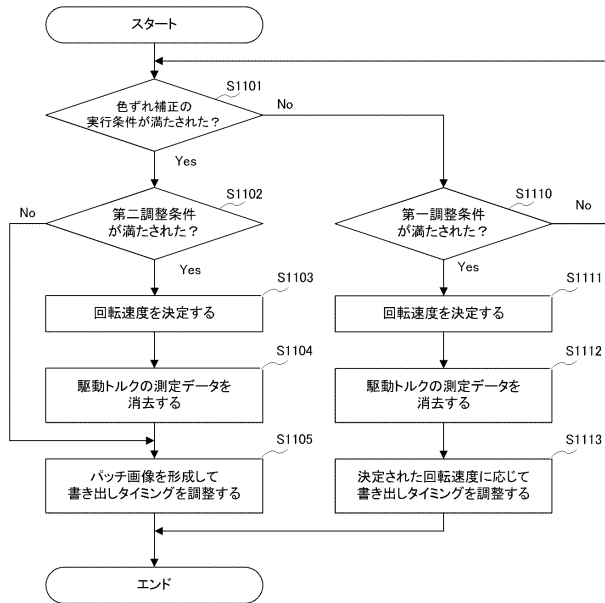 スタート
S1101
色ずれ補正の
実行条件が満たされた？
No
Yes
S1102
第二調整条件
が満たされた？
No
Yes
S1110
第一調整条件
が満たされた？
No
Yes
S1103
回転速度を決定する
S1111
回転速度を決定する
S1104
駆動トルクの測定データを
消去する
S1112
駆動トルクの測定データを
消去する
S1105
パッチ画像を形成して
書き出しタイミングを調整する
S1113
決定された回転速度に応じて
書き出しタイミングを調整する
エンド